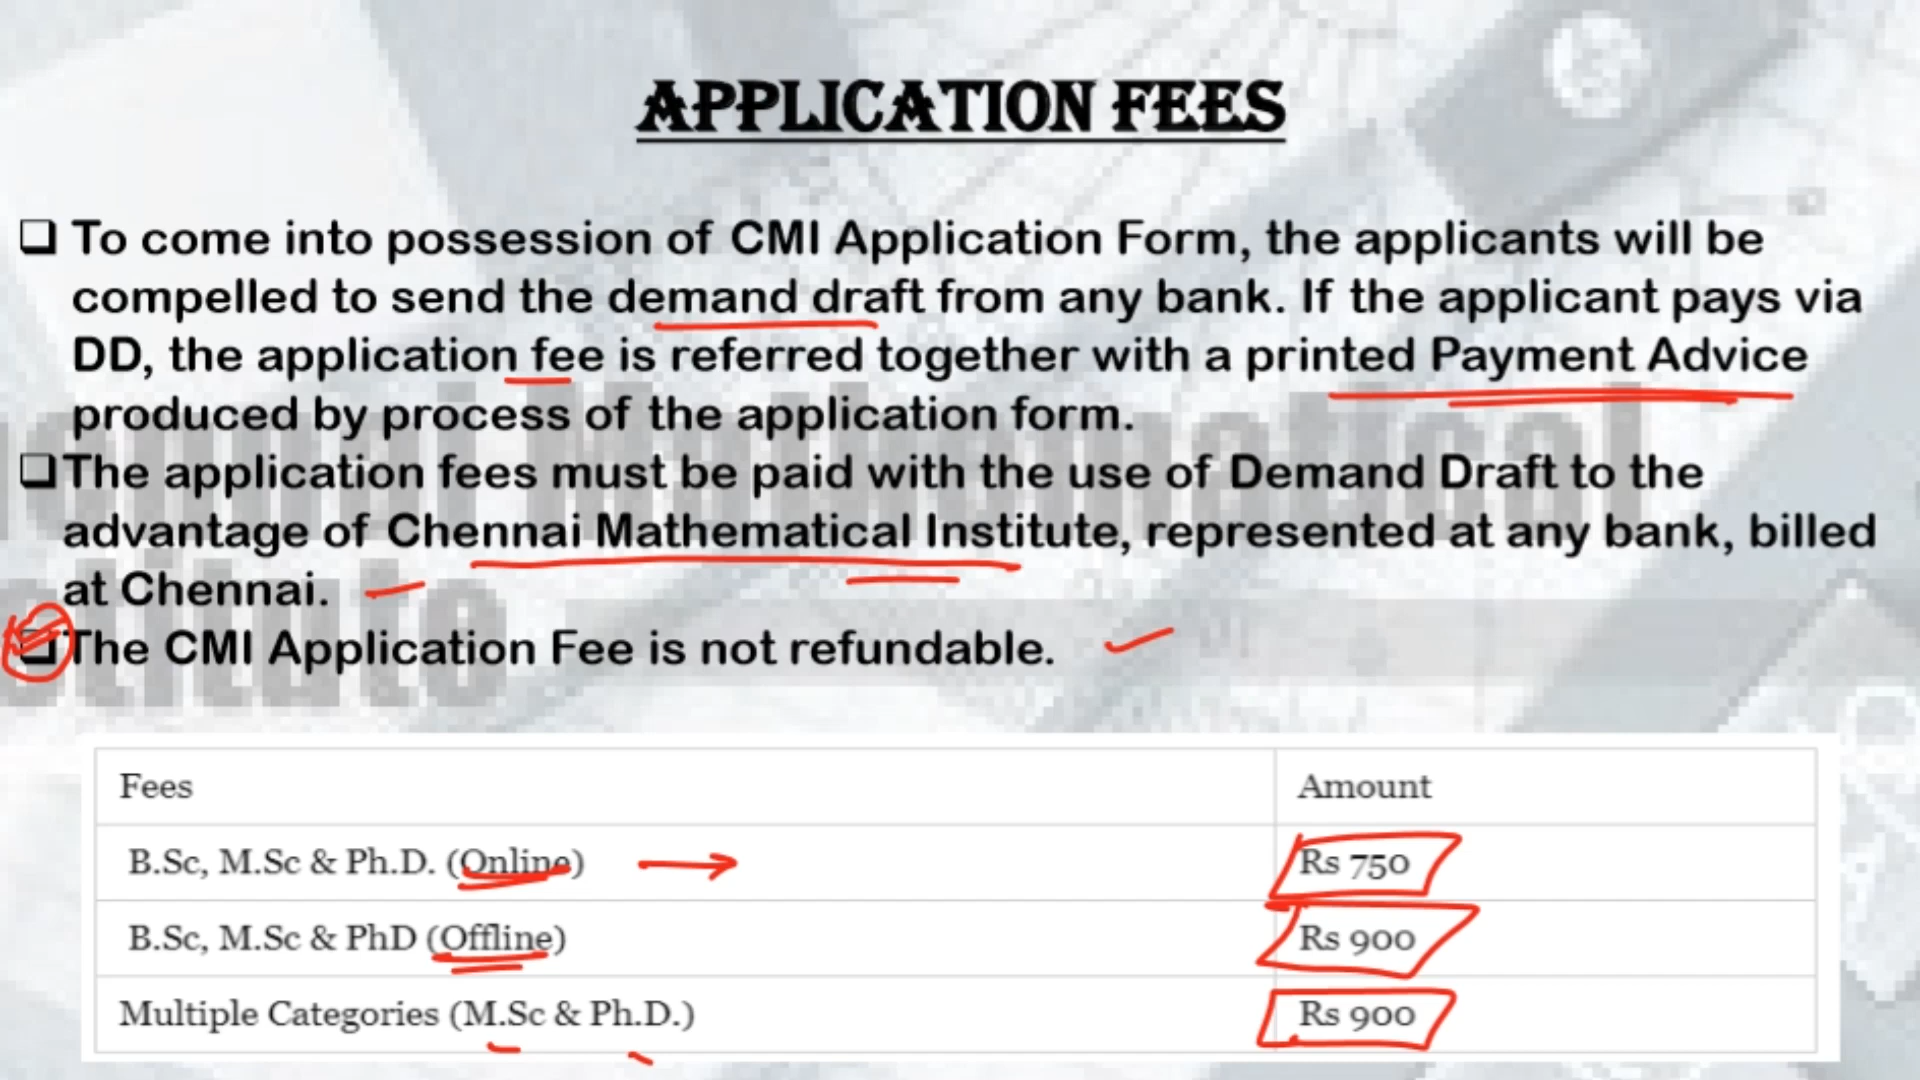 APPLICATION FEES
To come into possession of CMI Application Form, the applicants will be
compelled to send the demand draft from any bank. If the applicant pays via
DD, the application fee is referred together with a printed Payment Advice
produced by process of the application form.
The application fees must be paid with the use of Demand Draft to the
advantage of Chennai Mathematical Institute, represented at any bank, billed
at Chennai.
The CMI Application Fee is not refundable.
Fees Amount
B.Sc, M.Sc & Ph.D. (Online) Rs 750
B.Sc, M.Sc & PhD (Offline) Rs 900
Multiple Categories (M.Sc & Ph.D.) Rs 900